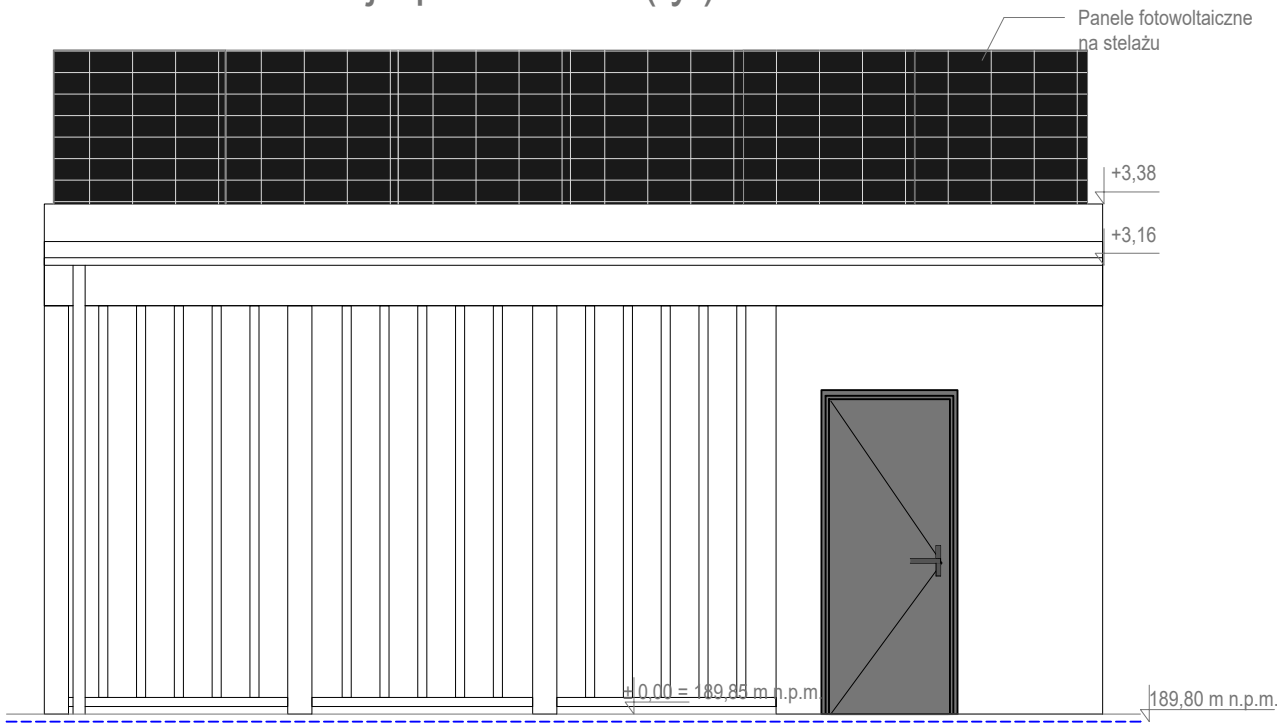 Panele fotowoltaiczne
na stelażu
+3,38
+3,16
±0,00 = 189,85 m n.p.m.
189,80 m n.p.m.